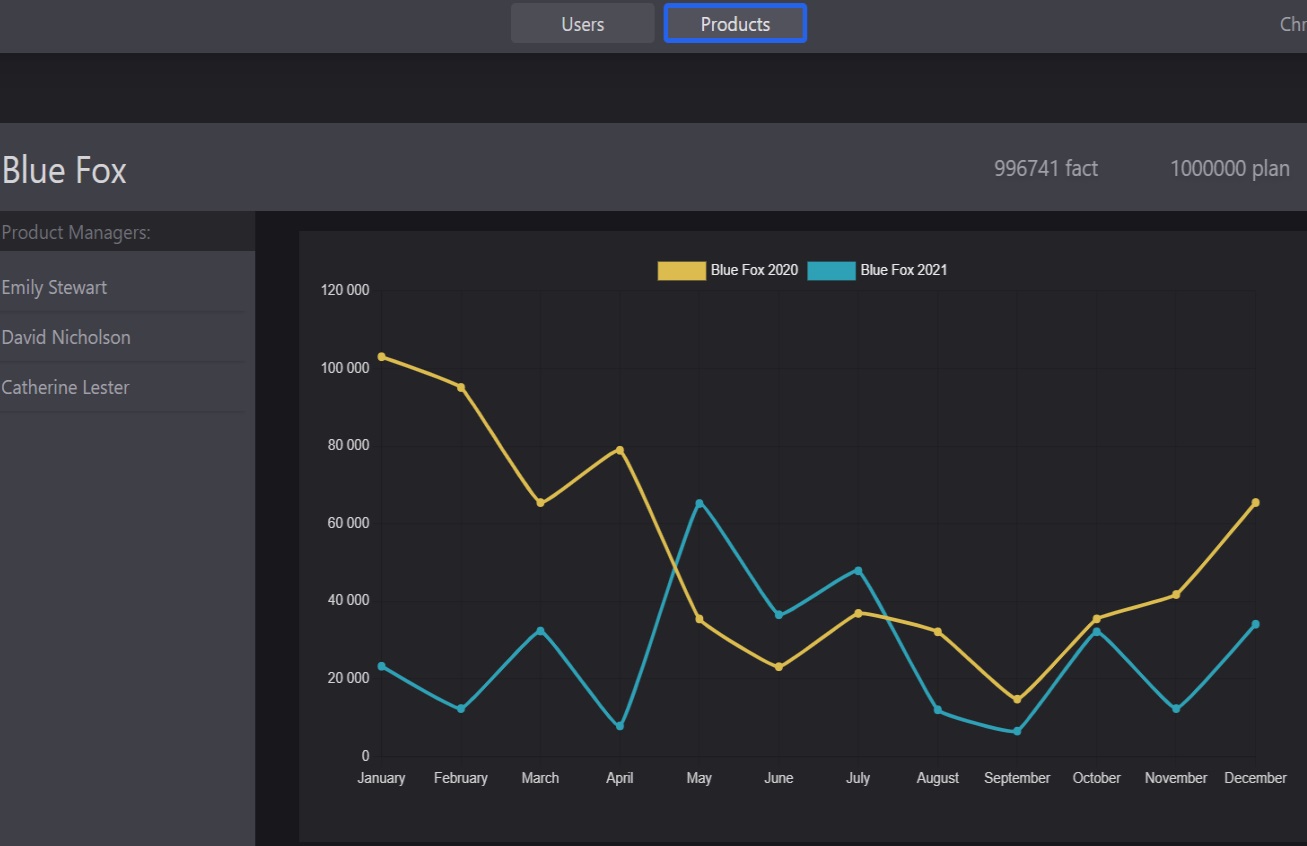 Users Products Chr
Blue Fox 996741 fact 1000000 plan
Product Managers:
Emily Stewart
David Nicholson
Catherine Lester
Blue Fox 2020 Blue Fox 2021
120 000
100 000
80 000
60 000
40 000
20 000
0
January February March April May June July August September October November December